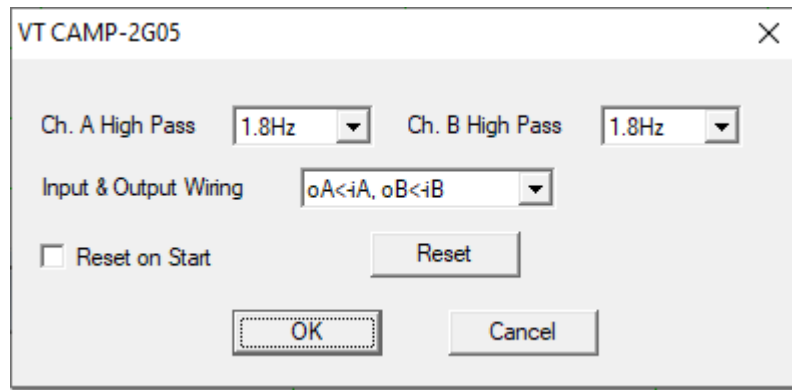 VT CAMP-2G05
Ch. A High Pass 1.8Hz Ch. B High Pass 1.8Hz
Input & Output Wiring oA<-iA, oB<-iB
Reset on Start Reset
OK Cancel